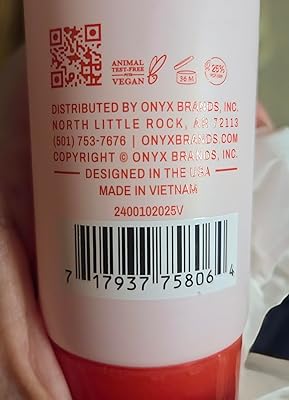 ANIMAL
TEST-FREE
AND
VEGAN
36 M
25%
DISTRIBUTED BY ONYX BRANDS, INC.
NORTH LITTLE ROCK, AR 72113
(501) 753-7676 | ONYXBRANDS.COM
COPYRIGHT © ONYX BRANDS, INC.
DESIGNED IN THE USA
MADE IN VIETNAM
2400102025V
7 17937 75806 4